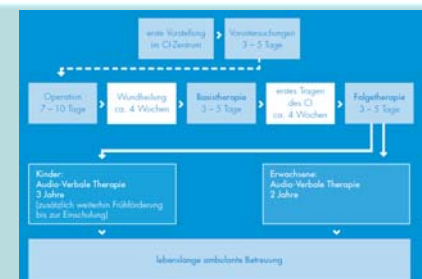 erste Vorstellung
im CI-Zentrum
Voruntersuchungen
3 – 5 Tage
Operation
7 – 10 Tage
Wundheilung
ca. 4 Wochen
Basistherapie
3 – 5 Tage
erstes Tragen
des CI
ca. 4 Wochen
Folgetherapie
3 – 5 Tage
Kinder:
Audio-Verbale Therapie
3 Jahre
(zusätzlich weiterhin Frühförderung
bis zur Einschulung)
Erwachsene:
Audio-Verbale Therapie
2 Jahre
lebenslange ambulante Betreuung